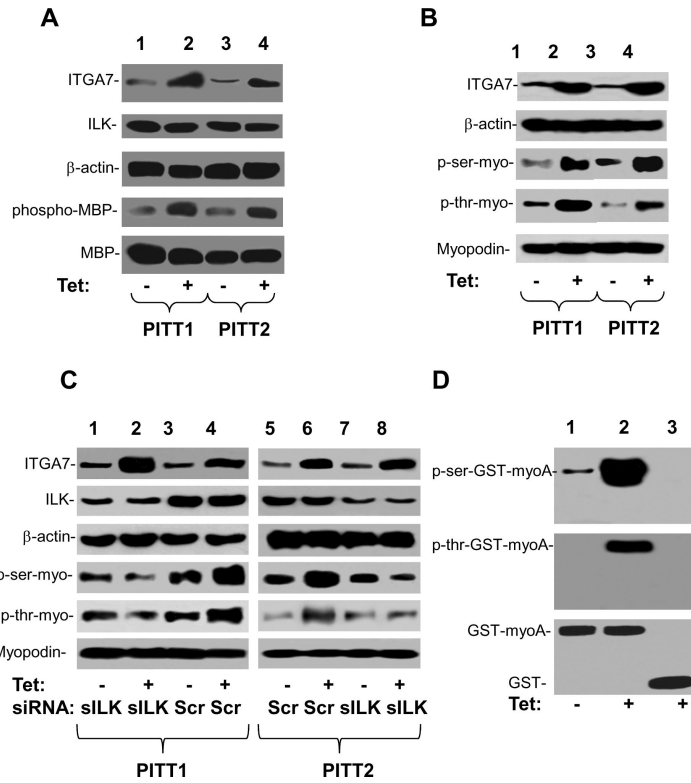 A
1 2 3 4
ITGA7-
ILK-
β-actin-
phospho-MBP-
MBP-
Tet: - + - +
PITT1 PITT2
B
1 2 3 4
ITGA7-
β-actin-
p-ser-myo-
p-thr-myo-
Myopodin-
Tet: - + - +
PITT1 PITT2
C
1 2 3 4 5 6 7 8
ITGA7-
ILK-
β-actin-
p-ser-myo-
p-thr-myo-
Myopodin-
Tet: - + - + - + - +
siRNA: sILK sILK Scr Scr Scr Scr sILK sILK
PITT1 PITT2
D
1 2 3
p-ser-GST-myoA-
p-thr-GST-myoA-
GST-myoA-
GST-
Tet: - + +